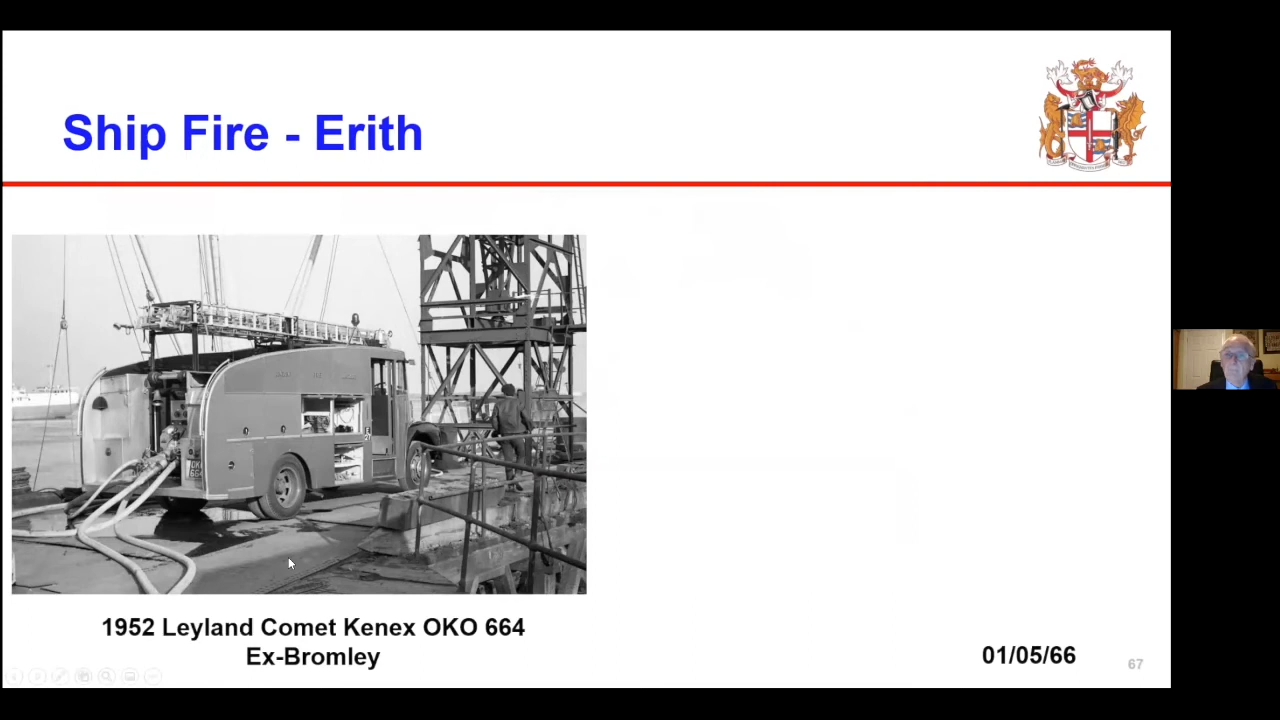 Ship Fire - Erith
1952 Leyland Comet Kenex OKO 664
Ex-Bromley
01/05/66
67